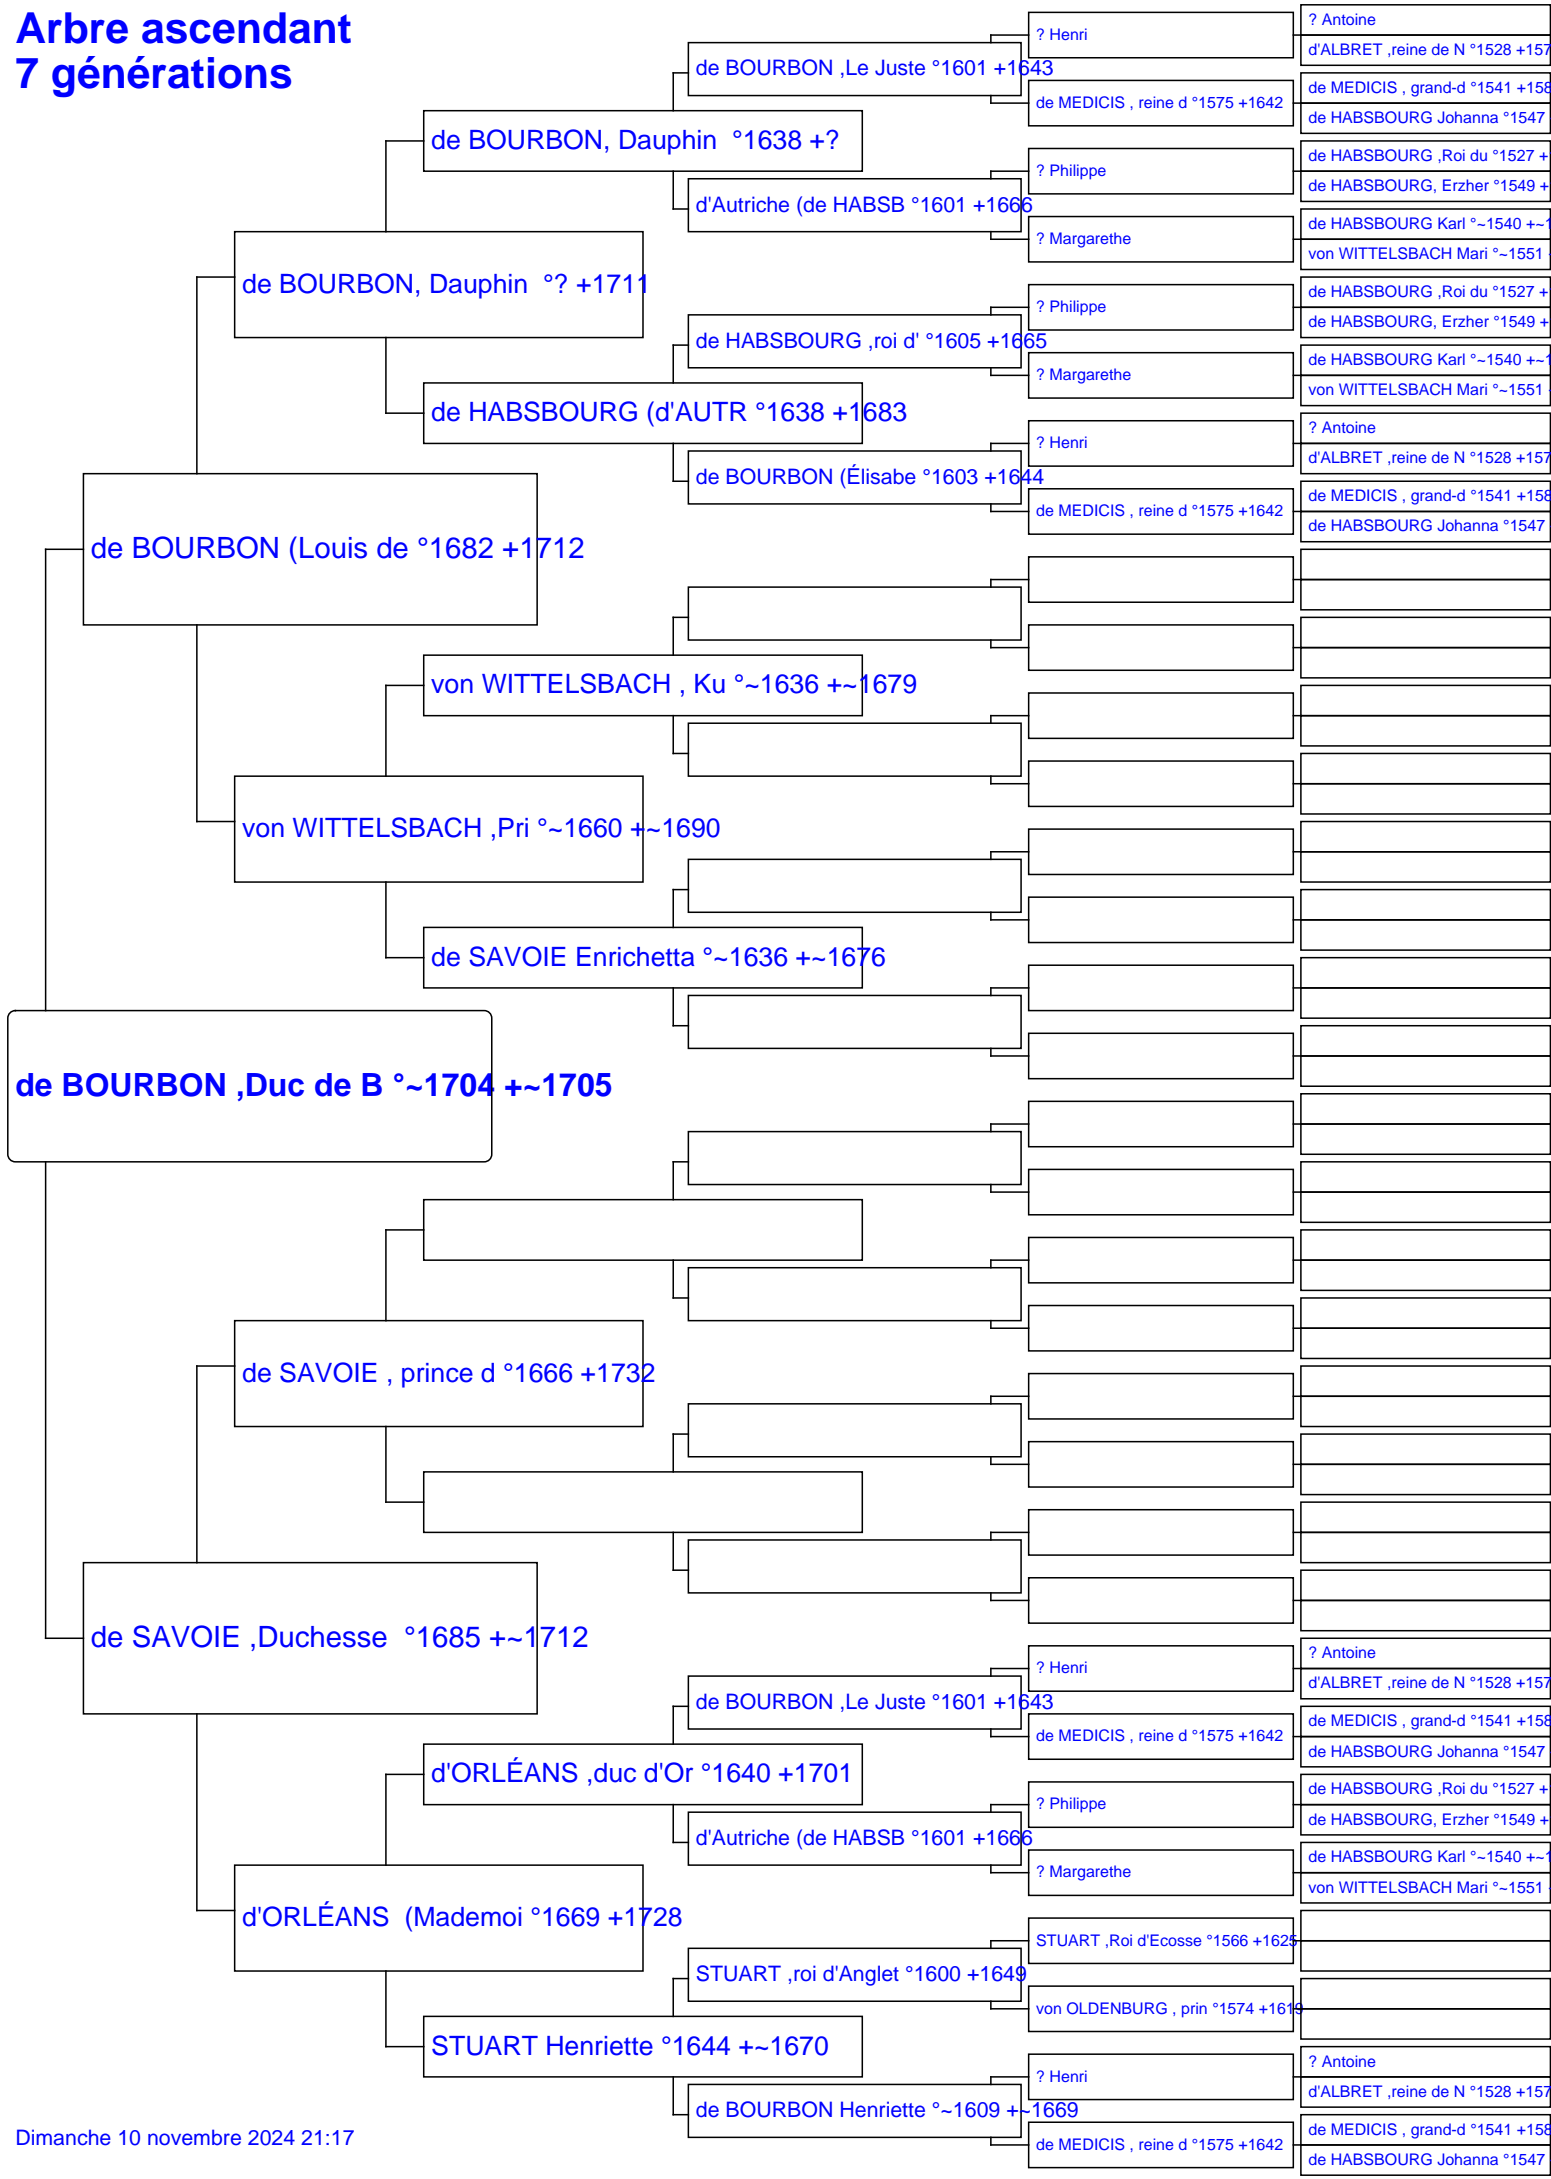 Arbre ascendant
7 générations
de BOURBON ,Duc de B °~1704 +~1705
de BOURBON (Louis de °1682 +1712
de SAVOIE ,Duchesse °1685 +~1712
de BOURBON, Dauphin °? +1711
von WITTELSBACH ,Pri °~1660 +~1690
de SAVOIE , prince d °1666 +1732
d'ORLÉANS (Mademoi °1669 +1728
de BOURBON, Dauphin °1638 +?
de HABSBOURG (d'AUTR °1638 +1683
von WITTELSBACH , Ku °~1636 +~1679
de SAVOIE Enrichetta °~1636 +~1676
d'ORLÉANS ,duc d'Or °1640 +1701
STUART Henriette °1644 +~1670
de BOURBON ,Le Juste °1601 +1643
d'Autriche (de HABSB °1601 +1666
de HABSBOURG ,roi d' °1605 +1665
de BOURBON (Élisabe °1603 +1644
de BOURBON ,Le Juste °1601 +1643
d'Autriche (de HABSB °1601 +1666
STUART ,roi d'Anglet °1600 +1649
de BOURBON Henriette °~1609 +~1669
? Henri
de MEDICIS , reine d °1575 +1642
? Philippe
? Margarethe
? Philippe
? Margarethe
? Henri
de MEDICIS , reine d °1575 +1642
? Henri
de MEDICIS , reine d °1575 +1642
? Philippe
? Margarethe
STUART ,Roi d'Ecosse °1566 +1625
von OLDENBURG , prin °1574 +1619
? Henri
de MEDICIS , reine d °1575 +1642
? Antoine
d'ALBRET ,reine de N °1528 +157
de MEDICIS , grand-d °1541 +158
de HABSBOURG Johanna °1547
de HABSBOURG ,Roi du °1527 +
de HABSBOURG, Erzher °1549 +
de HABSBOURG Karl °~1540 +~1
von WITTELSBACH Mari °~1551
de HABSBOURG ,Roi du °1527 +
de HABSBOURG, Erzher °1549 +
de HABSBOURG Karl °~1540 +~1
von WITTELSBACH Mari °~1551
? Antoine
d'ALBRET ,reine de N °1528 +157
de MEDICIS , grand-d °1541 +158
de HABSBOURG Johanna °1547
? Antoine
d'ALBRET ,reine de N °1528 +157
de MEDICIS , grand-d °1541 +158
de HABSBOURG Johanna °1547
de HABSBOURG ,Roi du °1527 +
de HABSBOURG, Erzher °1549 +
de HABSBOURG Karl °~1540 +~1
von WITTELSBACH Mari °~1551
? Antoine
d'ALBRET ,reine de N °1528 +157
de MEDICIS , grand-d °1541 +158
de HABSBOURG Johanna °1547
Dimanche 10 novembre 2024 21:17